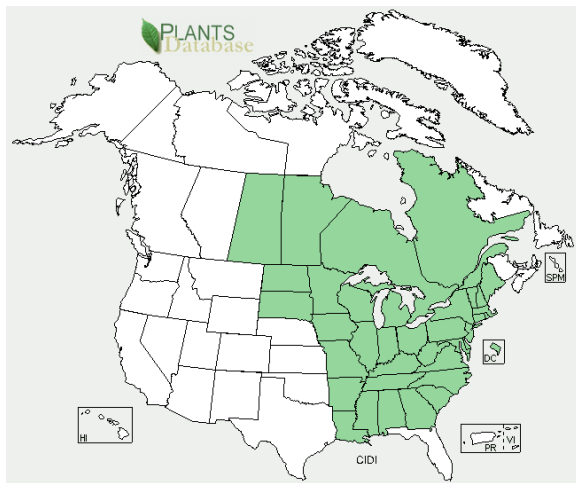 PLANTS
Database
SPM
DC
HI
PR
VI
CIDI